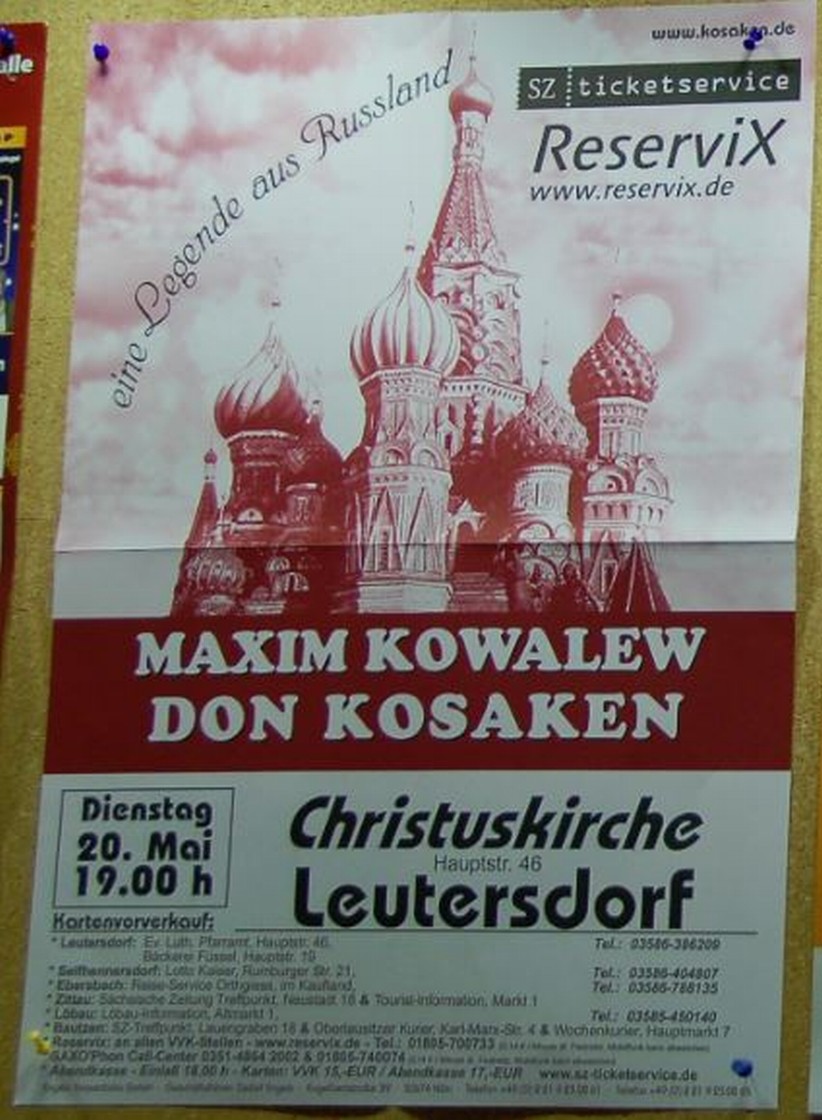 alle
www.kosaken.de
SZ ticketservice
ReserviX
www.reservix.de
eine Legende aus Russland
MAXIM KOWALEW
DON KOSAKEN
Dienstag
20. Mai
19.00 h
Christuskirche
Hauptstr. 46
Leutersdorf
Kartenvorverkauf:
* Leutersdorf: Ev. Luth. Pfarramt, Hauptstr. 46, Tel.: 03586-386209
Bäckerei Füssel, Hauptstr. 19
* Seifhennersdorf: Lotto Kaiser, Rumburger Str. 21, Tel.: 03586-404807
* Ebersbach: Reise-Service Orthgiess, im Kaufland, Tel.: 03586-788135
* Zittau: Sächsische Zeitung Treffpunkt, Neustadt 18 & Tourist-Information, Markt 1
* Löbau: Löbau-Information, Altmarkt 1, Tel.: 03585-450140
* Bautzen: SZ-Treffpunkt, Lauengraben 18 & Oberlausitzer Kurier, Karl-Marx-Str. 4 & Wochenkurier, Hauptmarkt 7
* Reservix: an allen VVK-Stellen - www.reservix.de - Tel.: 01805-700733
SAXO'Phon Call-Center 0351-4864 2002 & 01805-740074
* Abendkasse - Einlaß 18.00 h - Karten: VVK 15,-EUR / Abendkasse 17,-EUR www.sz-ticketservice.de